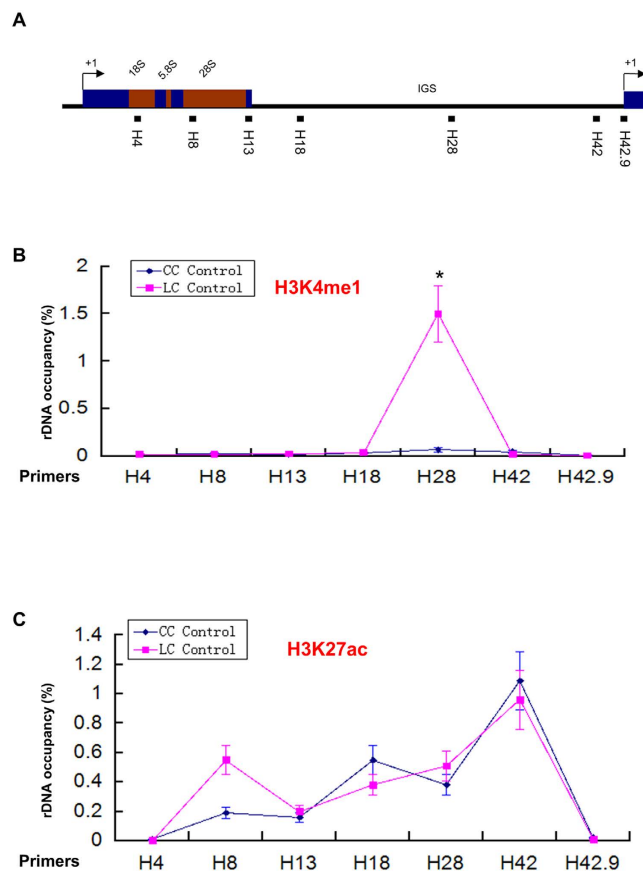 A
+1
18S
5.8S
28S
IGS
+1
H4
H8
H13
H18
H28
H42
H42.9
B
CC Control
LC Control
H3K4me1
*
rDNA occupancy (%)
2
1.5
1
0.5
0
Primers H4 H8 H13 H18 H28 H42 H42.9
C
CC Control
LC Control
H3K27ac
rDNA occupancy (%)
1.4
1.2
1
0.8
0.6
0.4
0.2
0
Primers H4 H8 H13 H18 H28 H42 H42.9